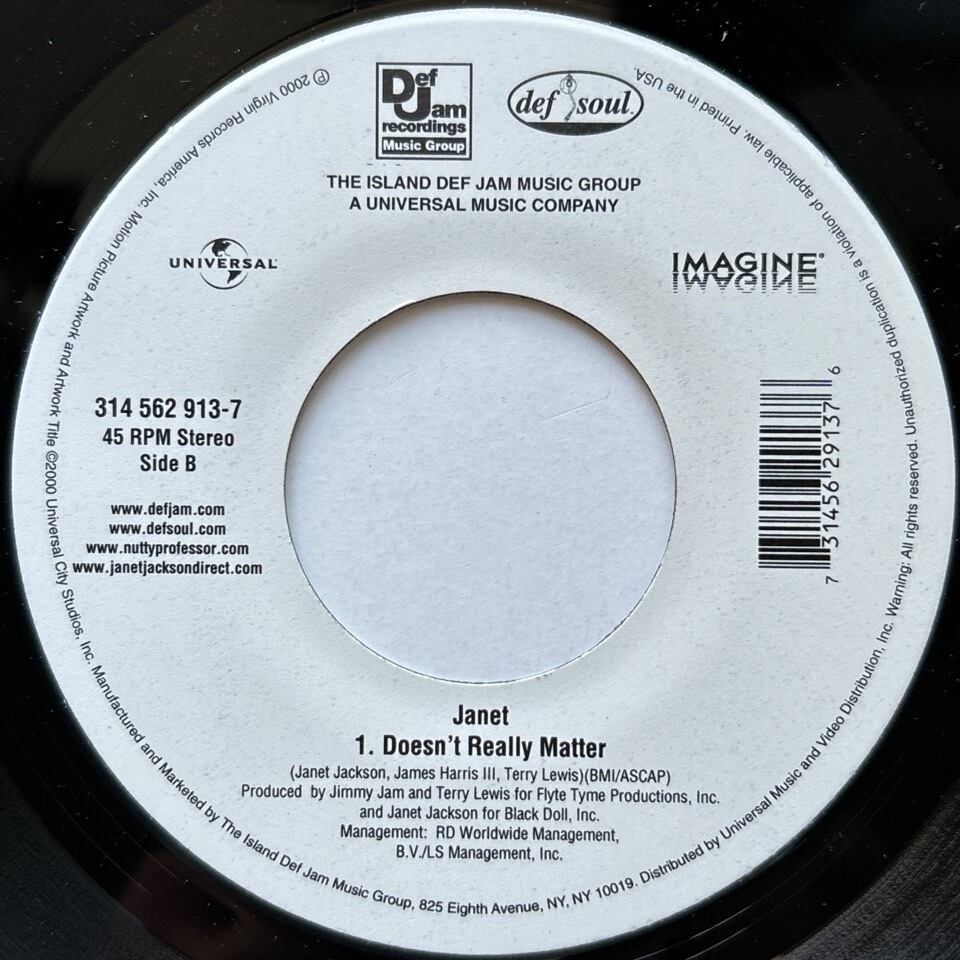 Def Jam
recordings
Music Group
def soul.
THE ISLAND DEF JAM MUSIC GROUP
A UNIVERSAL MUSIC COMPANY
UNIVERSAL
IMAGINE®
314 562 913-7
45 RPM Stereo
Side B
www.defjam.com
www.defsoul.com
www.nuttyprofessor.com
www.janetjacksondirect.com
7 31456 29137 6
Janet
1. Doesn't Really Matter
(Janet Jackson, James Harris III, Terry Lewis)(BMI/ASCAP)
Produced by Jimmy Jam and Terry Lewis for Flyte Tyme Productions, Inc.
and Janet Jackson for Black Doll, Inc.
Management: RD Worldwide Management,
B.V./LS Management, Inc.
℗ 2000 Virgin Records America, Inc. Motion Picture Artwork and Artwork Title ©2000 Universal City Studios, Inc. Manufactured and Marketed by The Island Def Jam Music Group, 825 Eighth Avenue, NY, NY 10019. Distributed by Universal Music and Video Distribution, Inc. Warning: All rights reserved. Unauthorized duplication is a violation of applicable law. Printed in the USA.